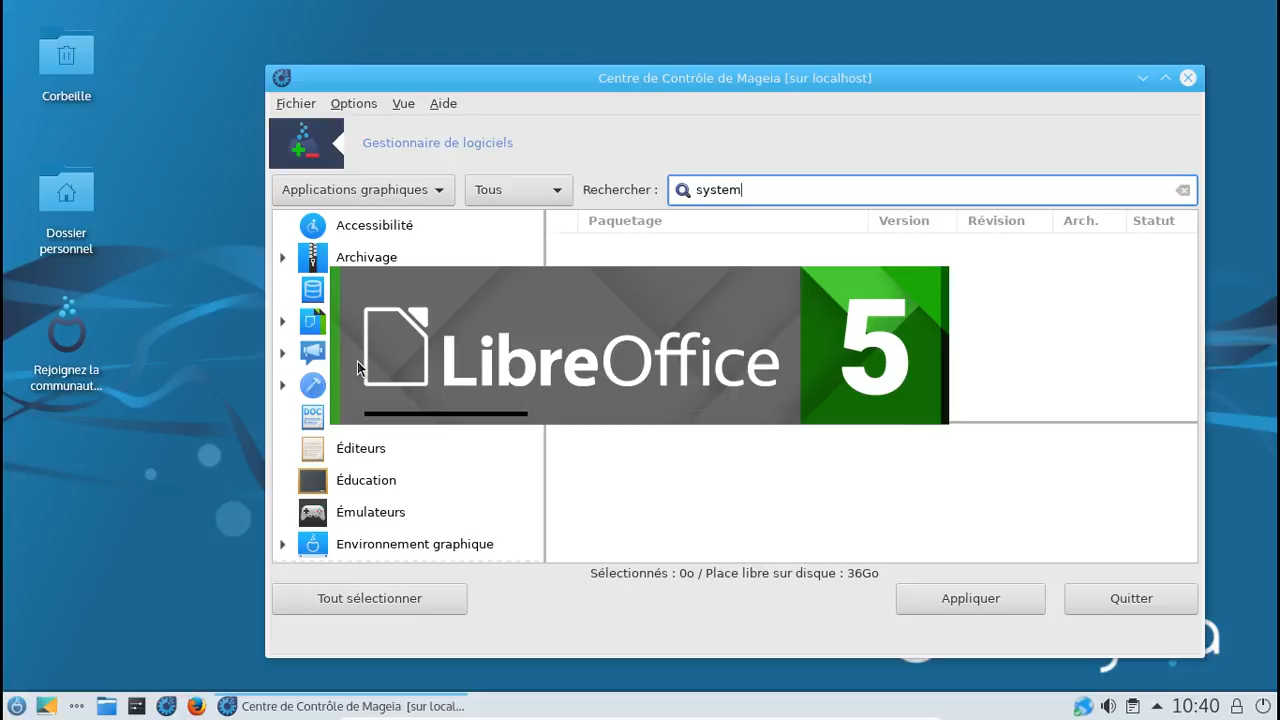 Corbeille
Dossier
personnel
Rejoignez la
communaut...
Centre de Contrôle de Mageia [sur localhost]
Fichier Options Vue Aide
Gestionnaire de logiciels
Applications graphiques Tous Rechercher : system
Paquetage Version Révision Arch. Statut
Accessibilité
Archivage
LibreOffice 5
DOC
Éditeurs
Éducation
Émulateurs
Environnement graphique
Sélectionnés : 0o / Place libre sur disque : 36Go
Tout sélectionner Appliquer Quitter
Centre de Contrôle de Mageia [sur local... 10:40